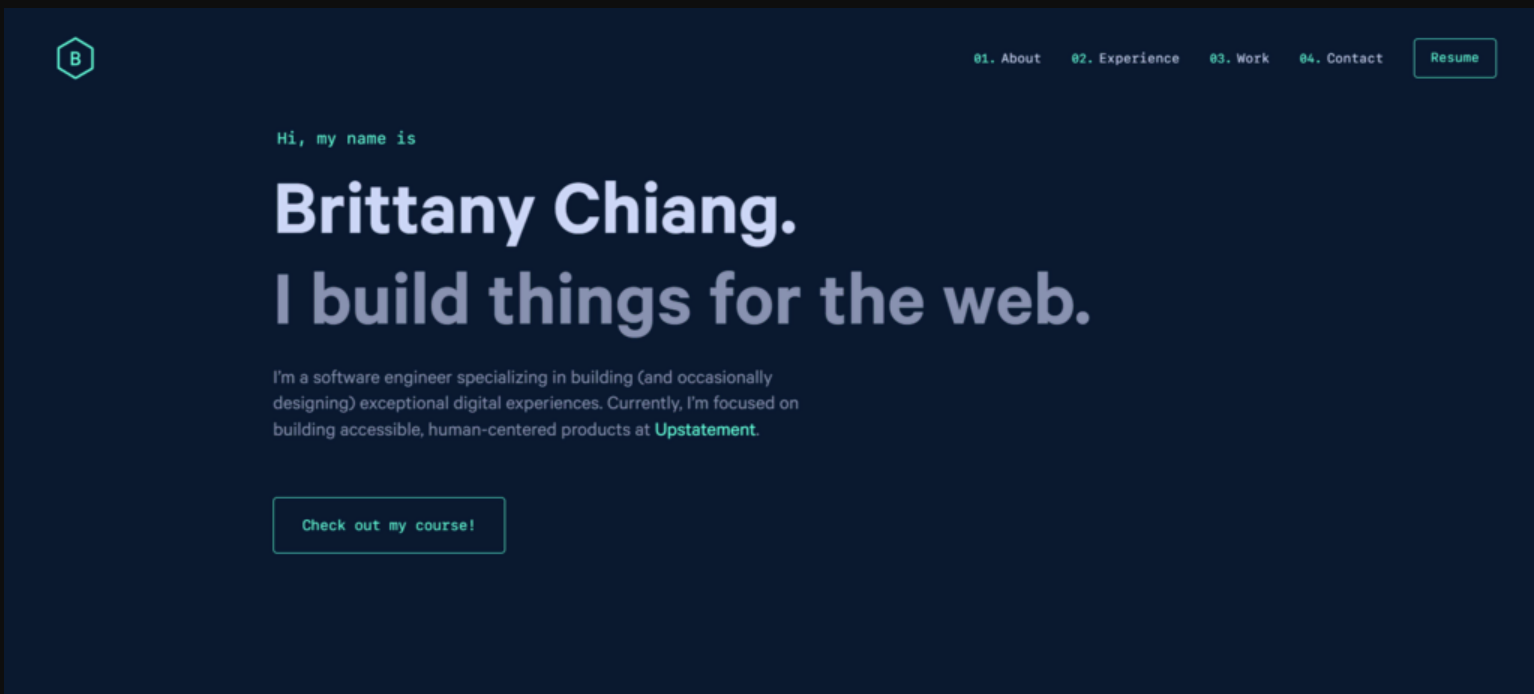 B
01. About 02. Experience 03. Work 04. Contact Resume
Hi, my name is
Brittany Chiang.
I build things for the web.
I'm a software engineer specializing in building (and occasionally
designing) exceptional digital experiences. Currently, I'm focused on
building accessible, human-centered products at Upstatement.
Check out my course!